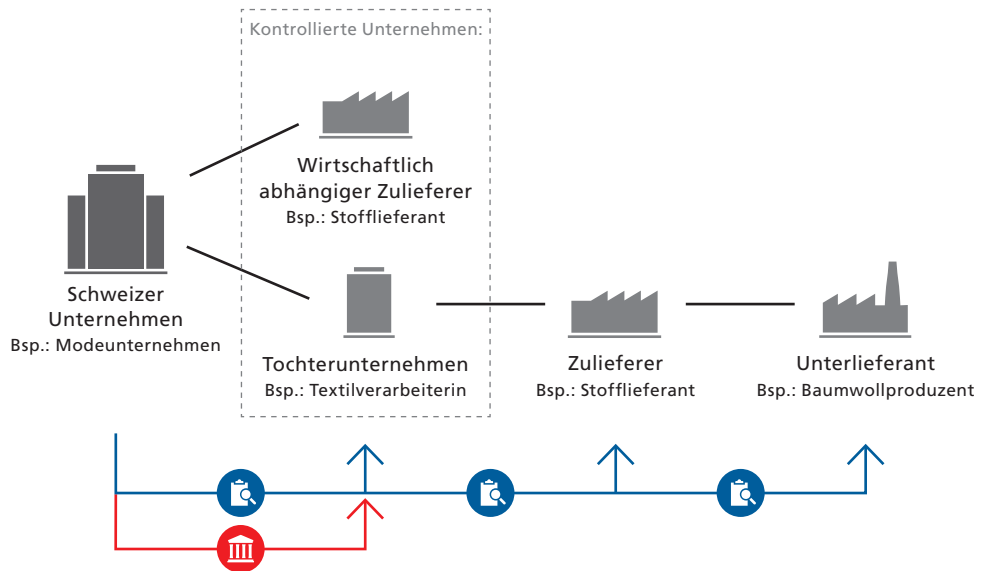 Kontrollierte Unternehmen:
Wirtschaftlich
abhängiger Zulieferer
Bsp.: Stofflieferant
Schweizer
Unternehmen
Bsp.: Modeunternehmen
Tochterunternehmen
Bsp.: Textilverarbeiterin
Zulieferer
Bsp.: Stofflieferant
Unterlieferant
Bsp.: Baumwollproduzent